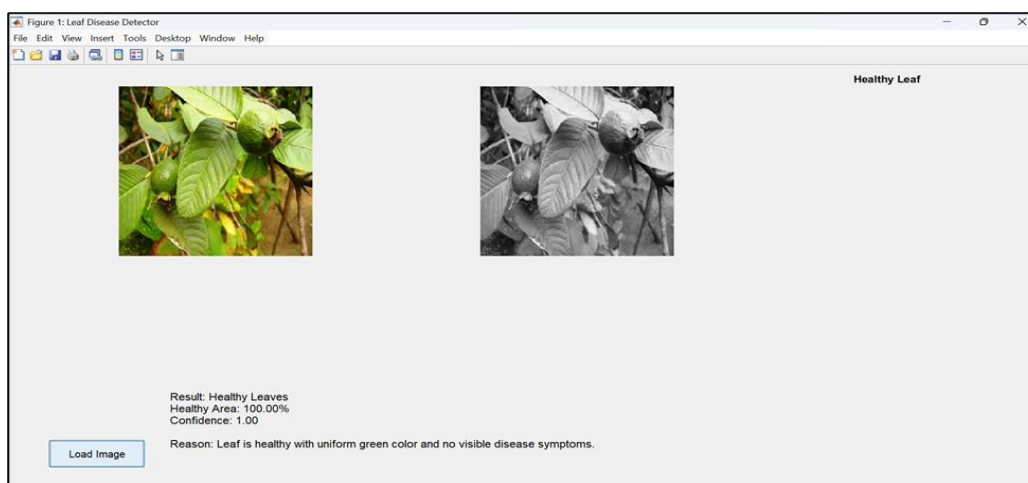 Figure 1: Leaf Disease Detector
File Edit View Insert Tools Desktop Window Help
Healthy Leaf
Result: Healthy Leaves
Healthy Area: 100.00%
Confidence: 1.00
Reason: Leaf is healthy with uniform green color and no visible disease symptoms.
Load Image